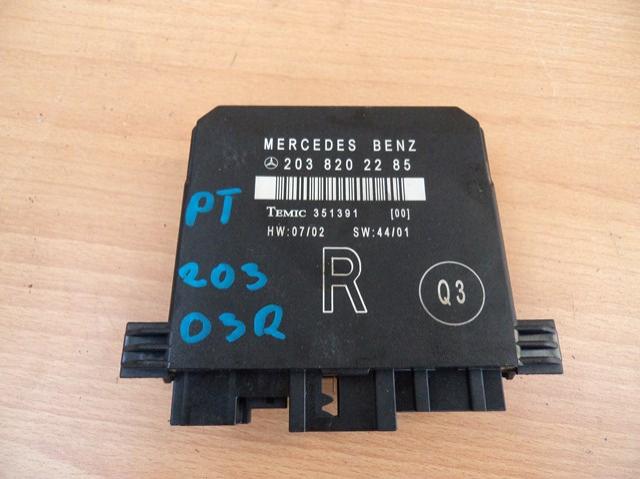 MERCEDES BENZ
203 820 22 85
TEMIC 351391 [00]
HW:07/02 SW:44/01
R
Q3
PT
203
03R